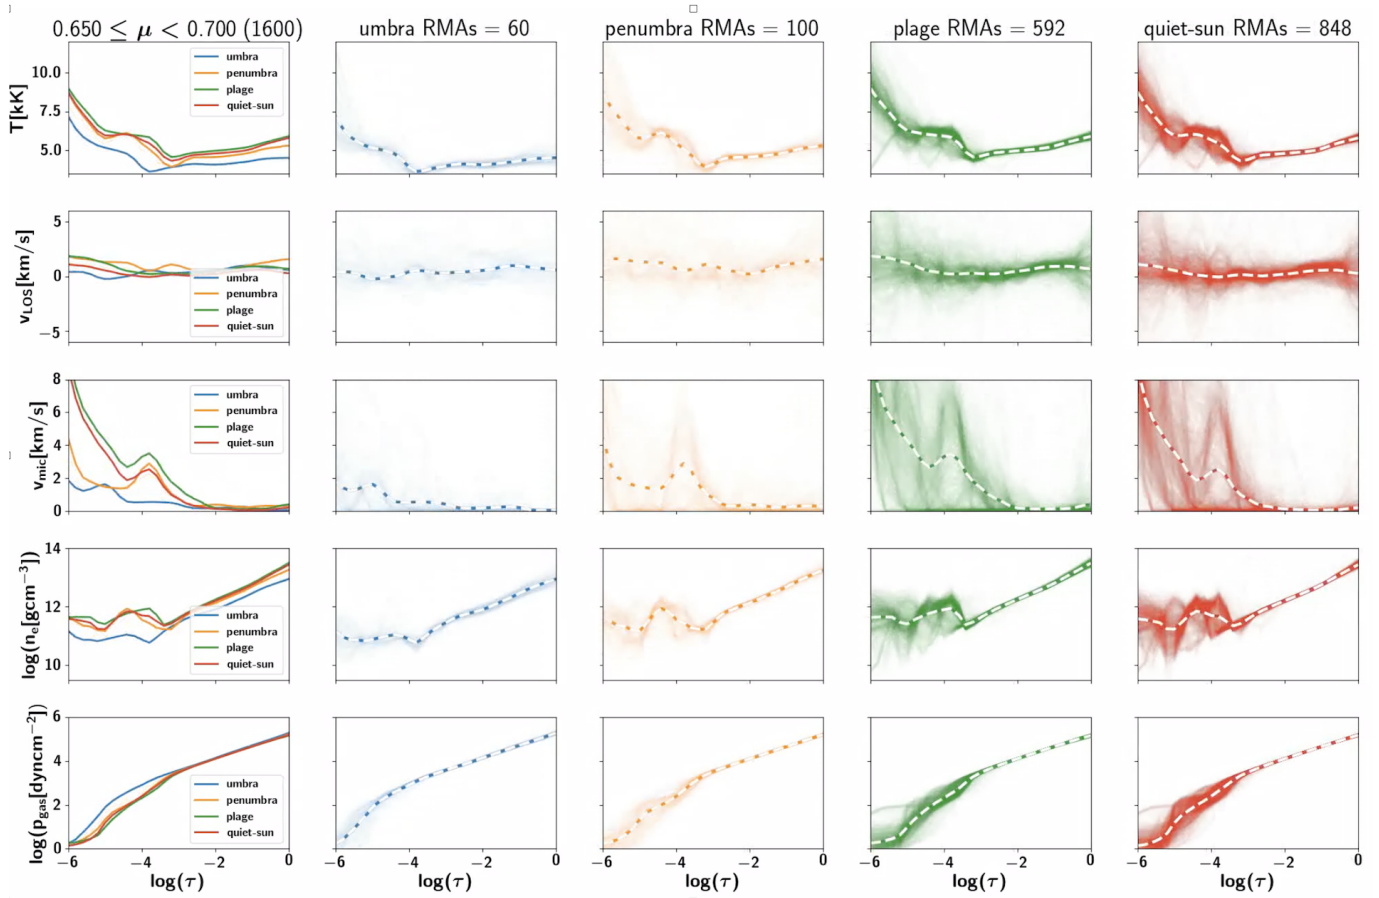 0.650 ≤ μ < 0.700 (1600)
umbra RMAs = 60
penumbra RMAs = 100
plage RMAs = 592
quiet-sun RMAs = 848
T[kK]
10.0
7.5
5.0
umbra
penumbra
plage
quiet-sun
v_LOS[km/s]
5
0
−5
umbra
penumbra
plage
quiet-sun
v_mic[km/s]
8
6
4
2
0
umbra
penumbra
plage
quiet-sun
log(n_e[gcm⁻³])
14
12
10
umbra
penumbra
plage
quiet-sun
log(p_gas[dyncm⁻²])
6
4
2
0
umbra
penumbra
plage
quiet-sun
−6 −4 −2 0
−6 −4 −2 0
−6 −4 −2 0
−6 −4 −2 0
−6 −4 −2 0
log(τ)
log(τ)
log(τ)
log(τ)
log(τ)